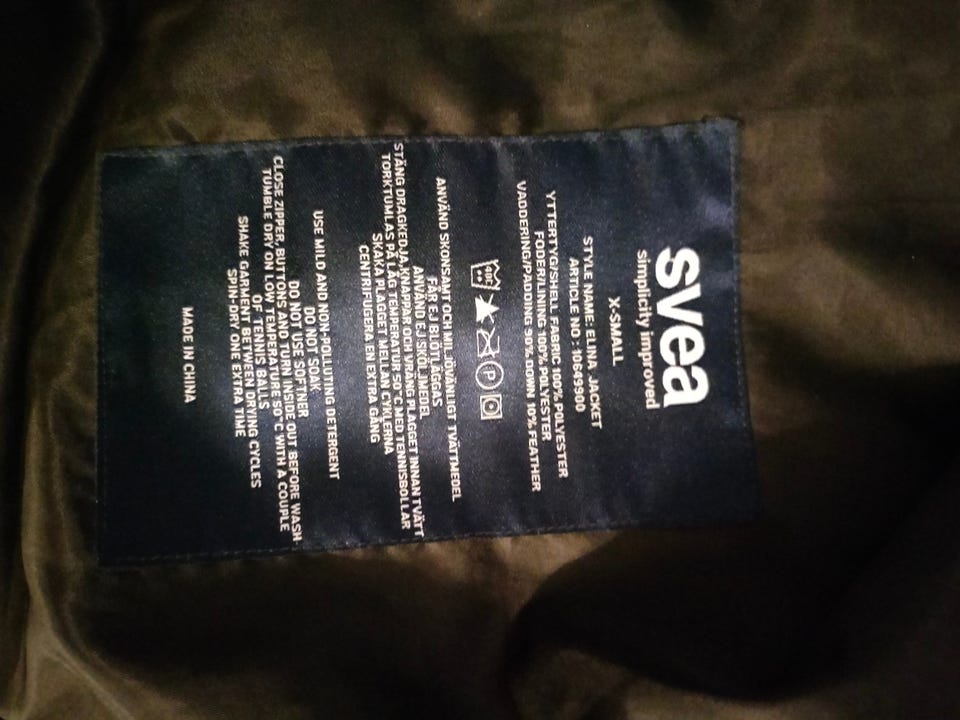 svea
simplicity improved
X-SMALL
STYLE NAME: ELINA JACKET
ARTICLE NO: 10649900
YTTERTYG/SHELL FABRIC 100% POLYESTER
FODER/LINING 100% POLYESTER
VADDERING/PADDING 90% DOWN 10% FEATHER
40C
P
ANVÄND SKONSAMT OCH MILJÖVÄNLIGT TVÄTTMEDEL
FÅR EJ BLÖTLÄGGAS
ANVÄND EJ SKÖLJMEDEL
STÄNG DRAGKEDJA, KNAPPAR OCH VRÄNG PLAGGET INNAN TVÄTT
TORKTUMLAS PÅ LÅG TEMPERATUR 50°C MED TENNISBOLLAR
SKAKA PLAGGET MELLAN CYKLERNA
CENTRIFUGERA EN EXTRA GÅNG
USE MILD AND NON-POLLUTING DETERGENT
DO NOT SOAK
DO NOT USE SOFTNER
CLOSE ZIPPER, BUTTONS AND TURN INSIDE OUT BEFORE WASH
TUMBLE DRY ON LOW TEMPERATURE 50°C WITH A COUPLE
OF TENNIS BALLS
SHAKE GARMENT BETWEEN DRYING CYCLES
SPIN-DRY ONE EXTRA TIME
MADE IN CHINA